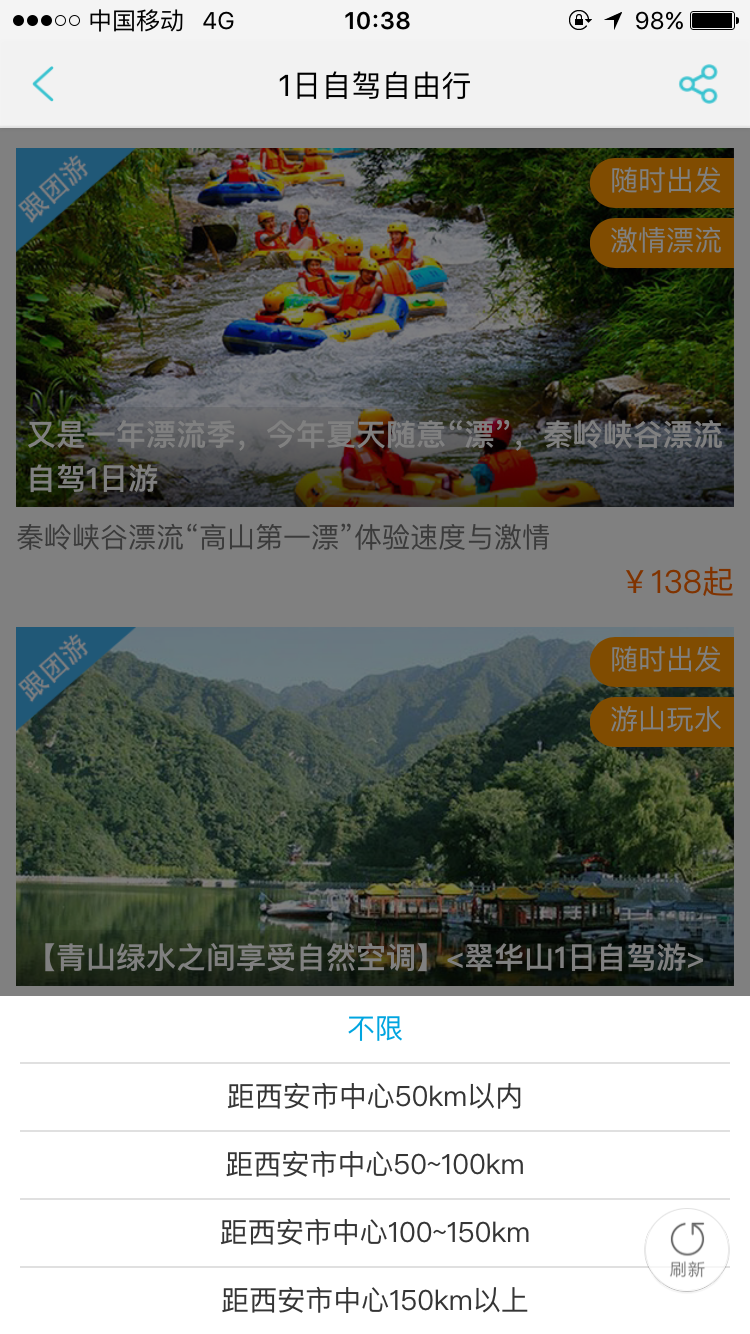 中国移动 4G 10:38 98%
1日自驾自由行
跟团游
随时出发
激情漂流
又是一年漂流季，今年夏天随意“漂”，秦岭峡谷漂流
自驾1日游
秦岭峡谷漂流“高山第一漂”体验速度与激情
￥138起
跟团游
随时出发
游山玩水
【青山绿水之间享受自然空调】<翠华山1日自驾游>
不限
距西安市中心50km以内
距西安市中心50~100km
距西安市中心100~150km
刷新
距西安市中心150km以上